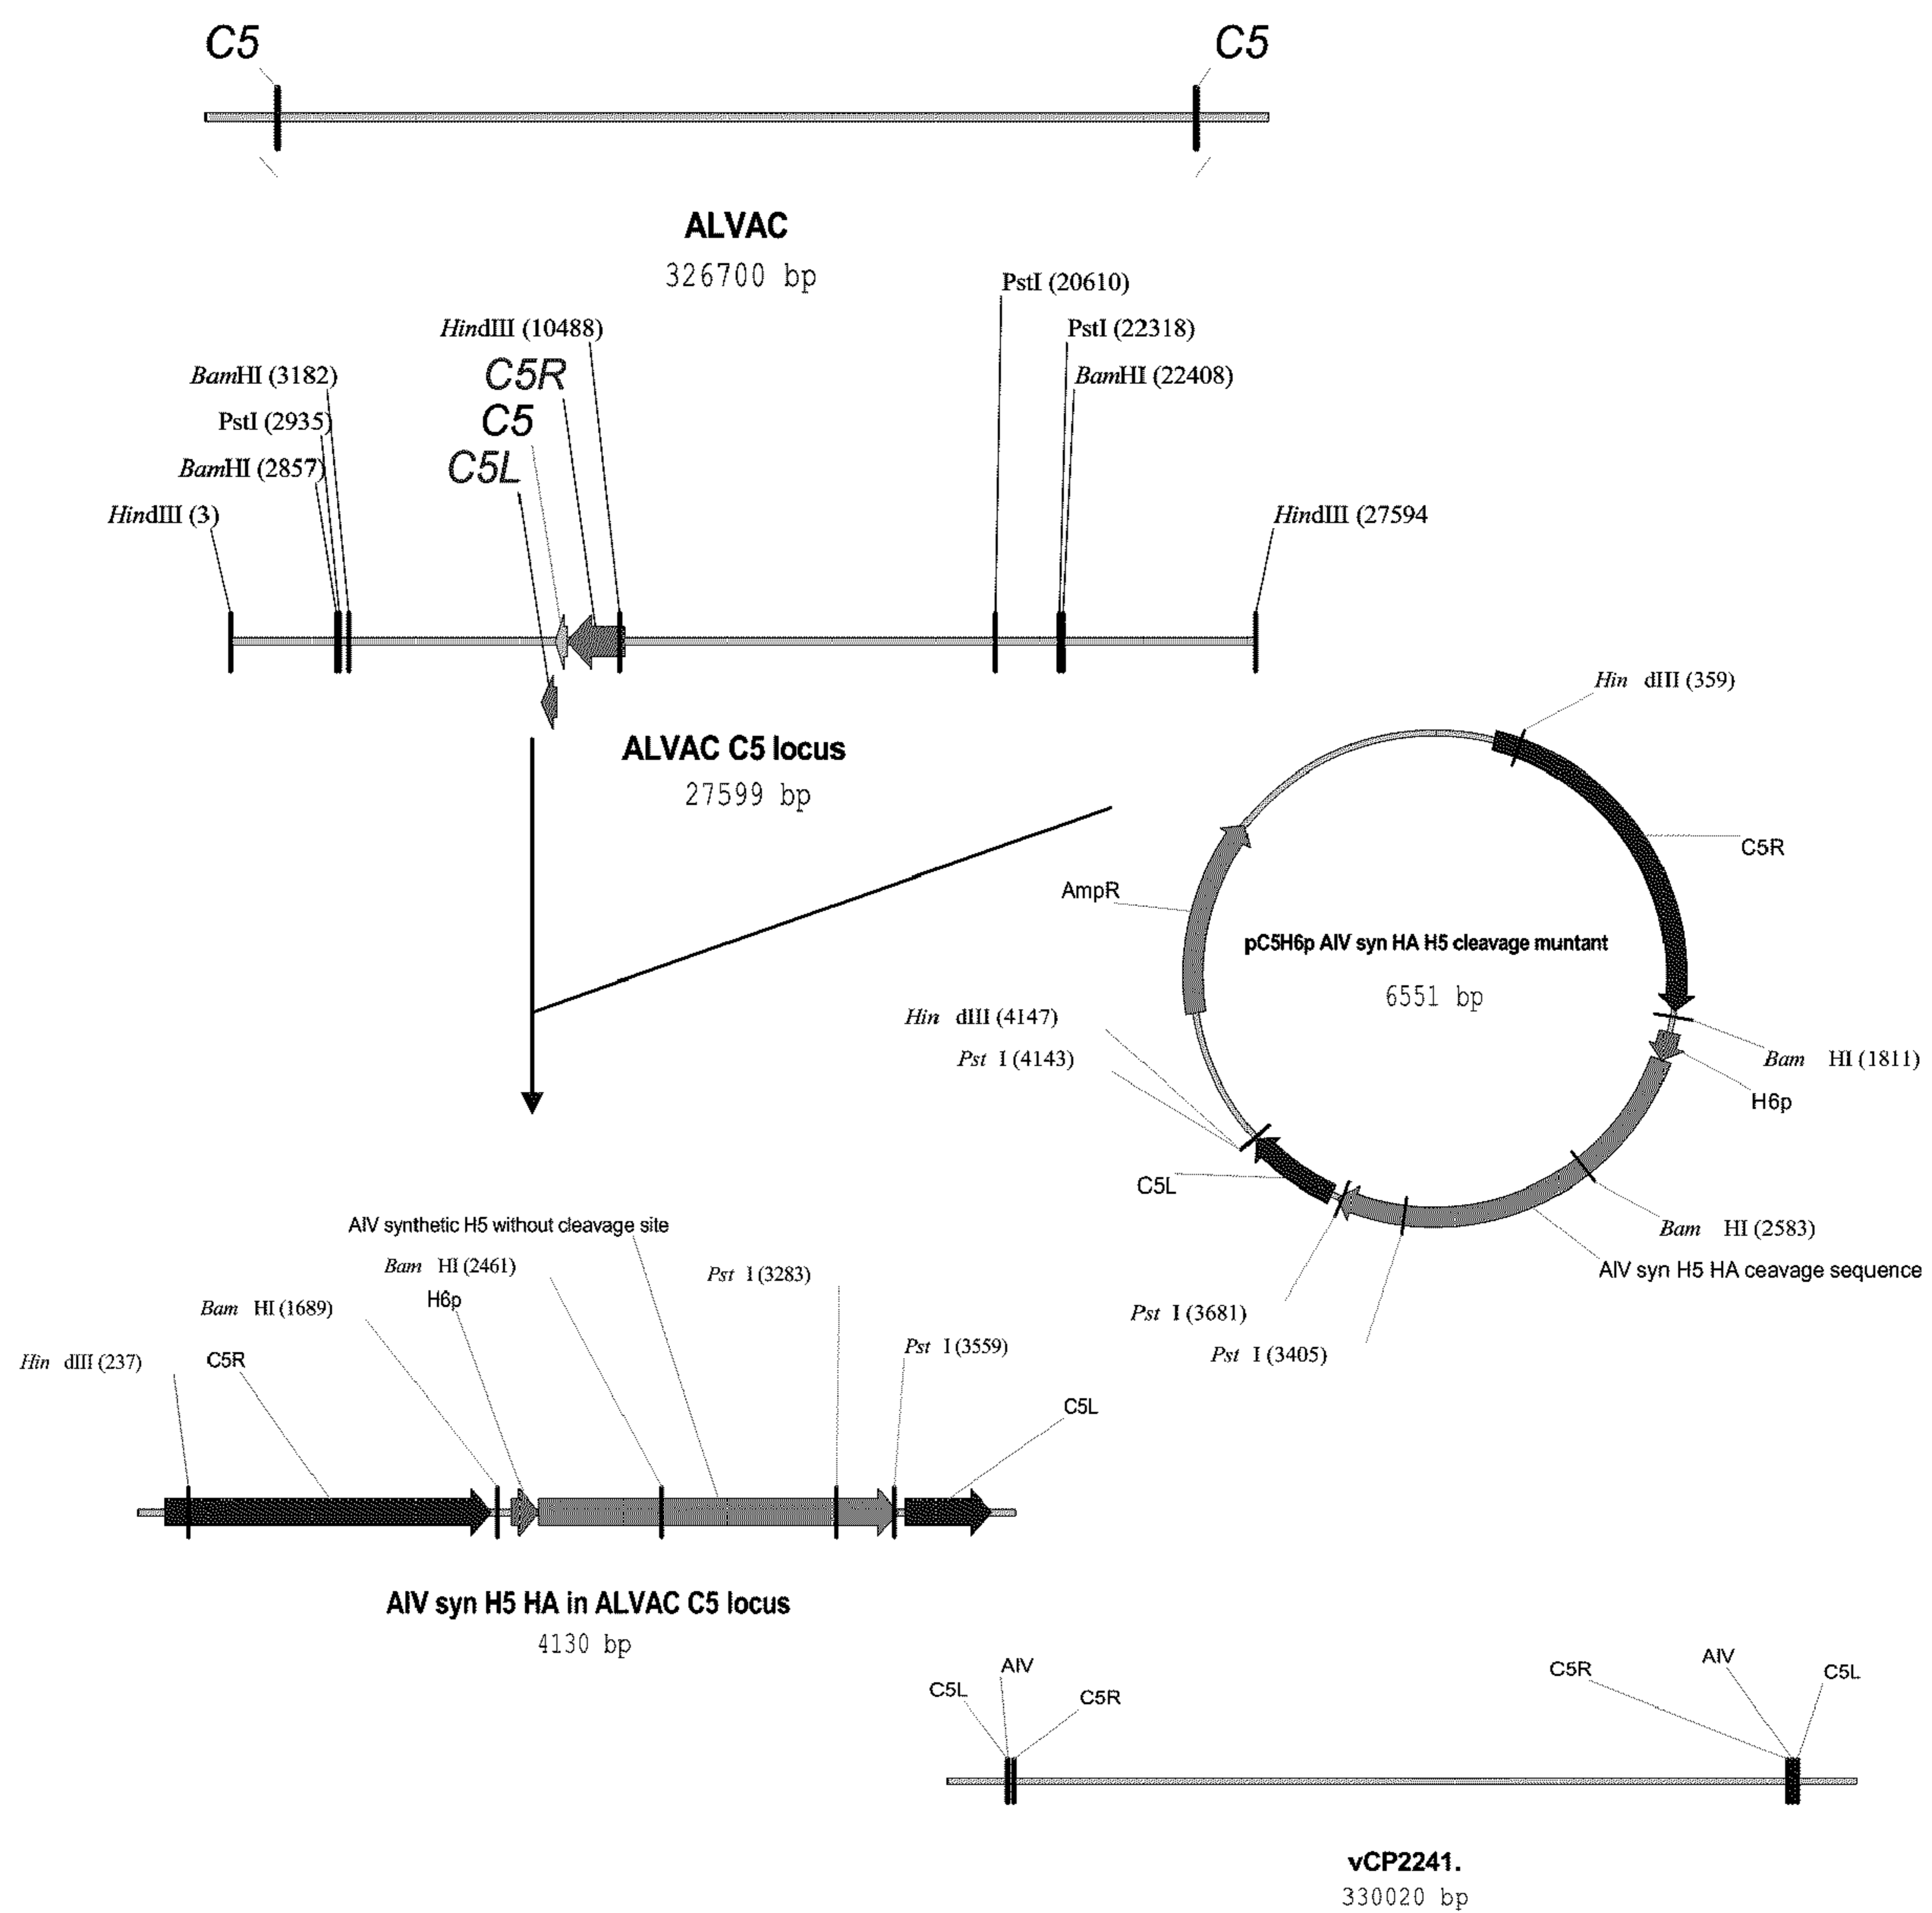 C5
C5
ALVAC
326700 bp
PstI (20610)
HindIII (10488)
PstI (22318)
C5R
BamHI (3182)
BamHI (22408)
C5
PstI (2935)
C5L
BamHI (2857)
HindIII (3)
HindIII (27594
ALVAC C5 locus
27599 bp
Hin dIII (359)
C5R
AmpR
pC5H6p AIV syn HA H5 cleavage muntant
6551 bp
Hin dIII (4147)
Pst I (4143)
Bam HI (1811)
H6p
C5L
Bam HI (2583)
AIV syn H5 HA ceavage sequence
Pst I (3681)
Pst I (3405)
AIV synthetic H5 without cleavage site
Bam HI (2461)
Pst I (3283)
H6p
Bam HI (1689)
Pst I (3559)
Hin dIII (237)
C5R
C5L
AIV syn H5 HA in ALVAC C5 locus
4130 bp
AIV
C5L
C5R
C5R
AIV
C5L
vCP2241.
330020 bp